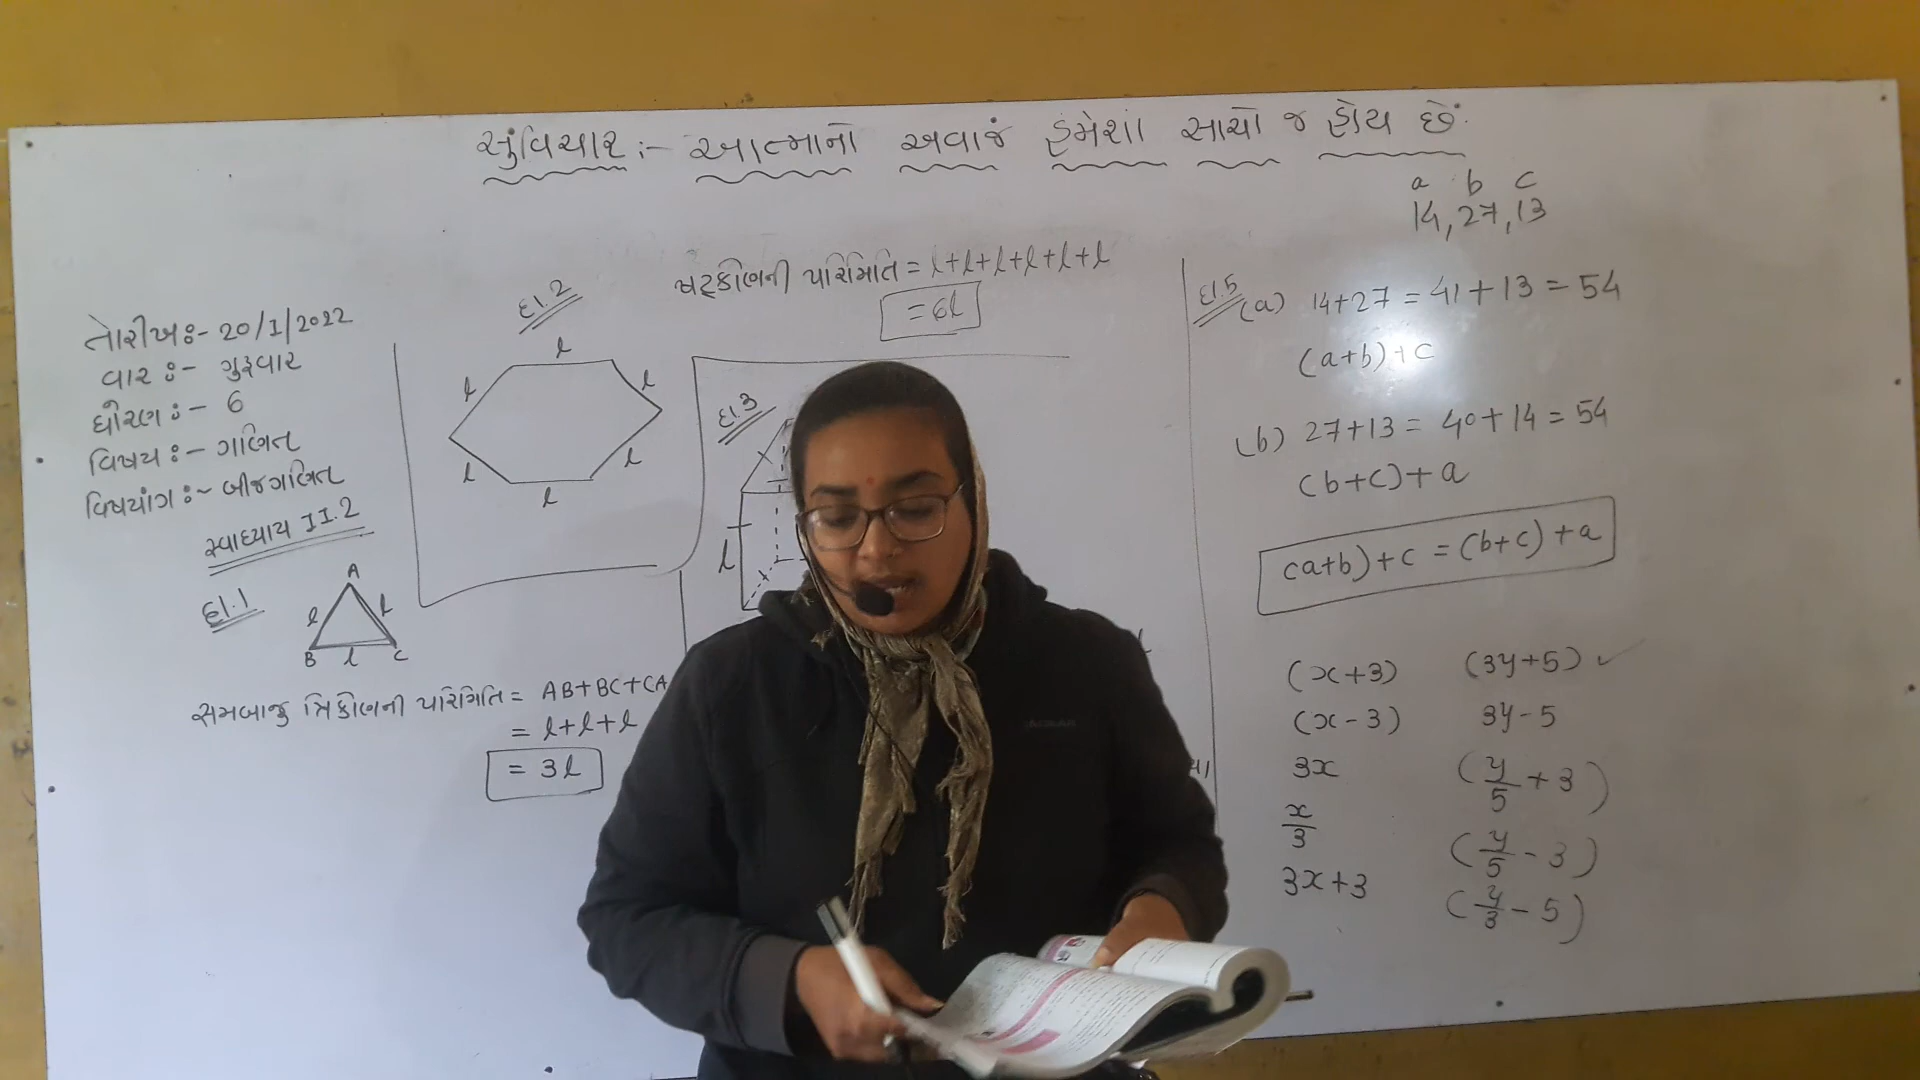 સુંવિચાર :- આત્માનો અવાજ હંમેશા સાચો જ હોય છે.
તારીખઃ- 20/1/2022
વાર :- ગુરૂવાર
ધોરણ :- 6
વિષય :- ગણિત
વિષયાંગ :- બીજગણિત
સ્વાધ્યાય 11.2
દા.1
A
l l
B l C
સમબાજુ ત્રિકોણની પરિમિતિ = AB+BC+CA
= l+l+l
= 3l
દા.2
l
l l
l l
l
ષટ્કોણની પરિમિતિ = l+l+l+l+l+l
= 6l
દા.3
l
a b c
14, 27, 13
દા.5 (a) 14+27 = 41+13 = 54
(a+b)+c
(b) 27+13 = 40+14 = 54
(b+c)+a
(a+b)+c = (b+c)+a
(x+3) (3y+5) ✓
(x-3) 3y-5
3x (y/5 + 3)
x/3 (y/5 - 3)
3x+3 (y/3 - 5)